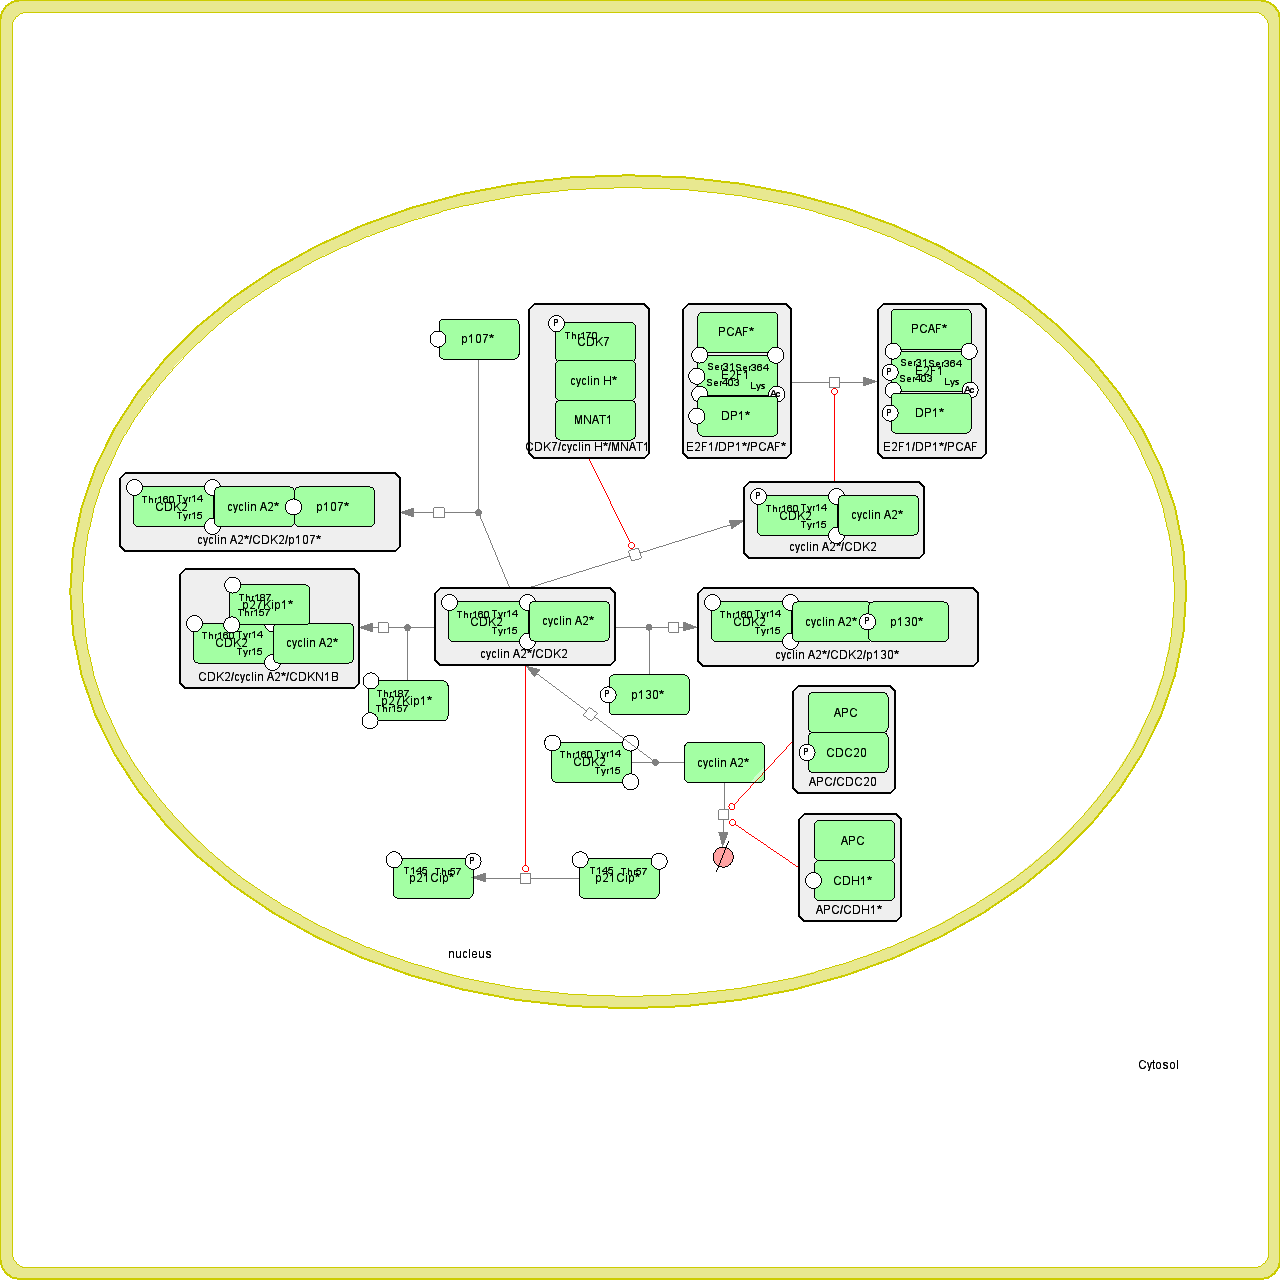 p107*
P
Thr170
CDK7
cyclin H*
MNAT1
CDK7/cyclin H*/MNAT1
PCAF*
Ser31 Ser364
E2F1
Ser403
Lys
Ac
DP1*
E2F1/DP1*/PCAF*
PCAF*
Ser31 Ser364
P
E2F1
Ser403
Lys
Ac
P
DP1*
E2F1/DP1*/PCAF
Thr160 Tyr14
CDK2
Tyr15
cyclin A2*
p107*
cyclin A2*/CDK2/p107*
P
Thr160 Tyr14
CDK2
Tyr15
cyclin A2*
cyclin A2*/CDK2
Thr187
p27Kip1*
Thr157
Thr160 Tyr14
CDK2
Tyr15
cyclin A2*
CDK2/cyclin A2*/CDKN1B
Thr160 Tyr14
CDK2
Tyr15
cyclin A2*
cyclin A2*/CDK2
Thr160 Tyr14
CDK2
Tyr15
cyclin A2*
P
p130*
cyclin A2*/CDK2/p130*
Thr187
p27Kip1*
Thr157
P
p130*
Thr160 Tyr14
CDK2
Tyr15
cyclin A2*
APC
P
CDC20
APC/CDC20
APC
CDH1*
APC/CDH1*
P
T145 Th57
p21Cip*
T145 Th57
p21Cip*
nucleus
Cytosol